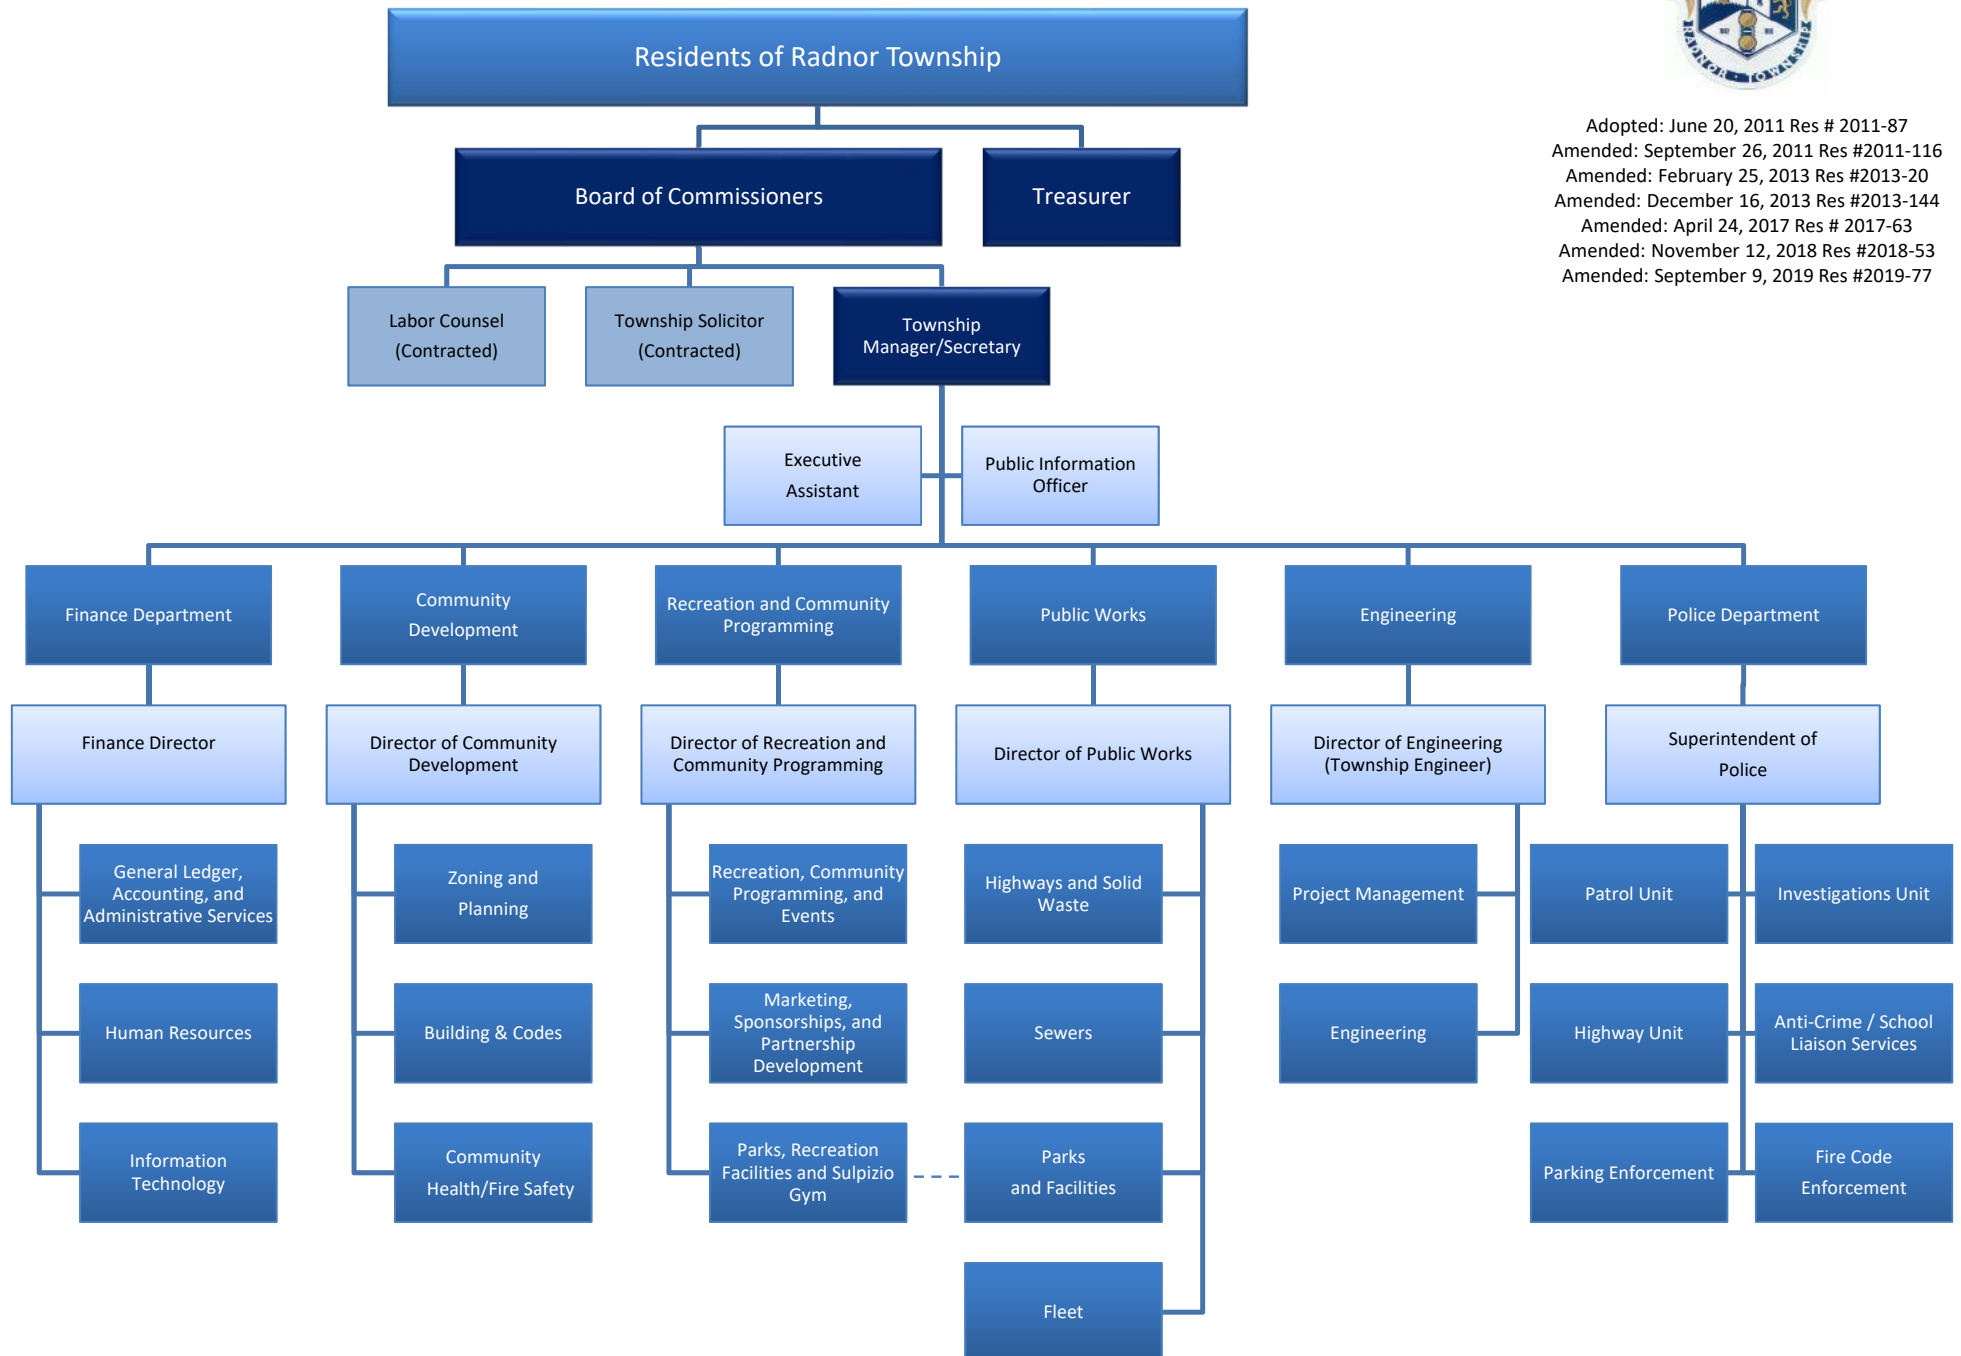 RADNOR · TOWNSHIP
Residents of Radnor Township
Adopted: June 20, 2011 Res # 2011-87
Amended: September 26, 2011 Res #2011-116
Amended: February 25, 2013 Res #2013-20
Amended: December 16, 2013 Res #2013-144
Amended: April 24, 2017 Res # 2017-63
Amended: November 12, 2018 Res #2018-53
Amended: September 9, 2019 Res #2019-77
Board of Commissioners
Treasurer
Labor Counsel
(Contracted)
Township Solicitor
(Contracted)
Township
Manager/Secretary
Executive
Assistant
Public Information
Officer
Finance Department
Community
Development
Recreation and Community
Programming
Public Works
Engineering
Police Department
Finance Director
Director of Community
Development
Director of Recreation and
Community Programming
Director of Public Works
Director of Engineering
(Township Engineer)
Superintendent of
Police
General Ledger,
Accounting, and
Administrative Services
Zoning and
Planning
Recreation, Community
Programming, and
Events
Highways and Solid
Waste
Project Management
Patrol Unit
Investigations Unit
Human Resources
Building & Codes
Marketing,
Sponsorships, and
Partnership
Development
Sewers
Engineering
Highway Unit
Anti-Crime / School
Liaison Services
Information
Technology
Community
Health/Fire Safety
Parks, Recreation
Facilities and Sulpizio
Gym
Parks
and Facilities
Parking Enforcement
Fire Code
Enforcement
Fleet